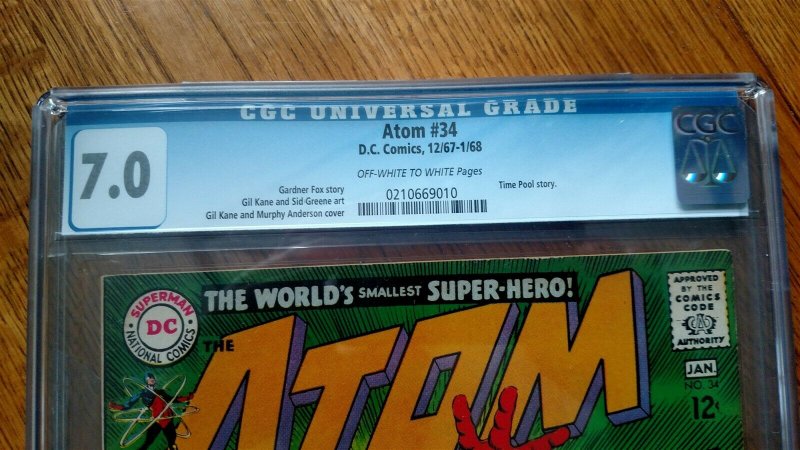 CGC UNIVERSAL GRADE
7.0
Atom #34
D.C. Comics, 12/67-1/68
OFF-WHITE TO WHITE Pages
Gardner Fox story
Gil Kane and Sid Greene art
Gil Kane and Murphy Anderson cover
0210669010
Time Pool story.
CGC
THE WORLD'S SMALLEST SUPER-HERO!
SUPERMAN
DC
NATIONAL COMICS
THE
ATOM
APPROVED
BY THE
COMICS
CODE
CA
AUTHORITY
JAN.
NO. 34
12¢